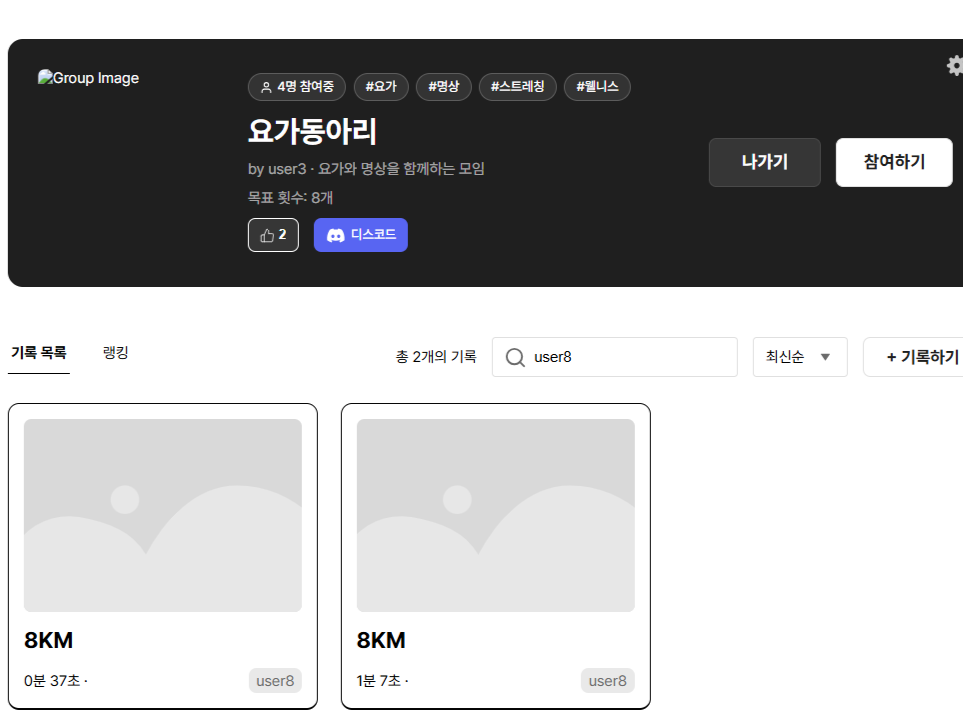 Group Image
4명 참여중 #요가 #명상 #스트레칭 #웰니스
요가동아리
by user3 · 요가와 명상을 함께하는 모임
목표 횟수: 8개
2 디스코드
나가기 참여하기
기록 목록 랭킹 총 2개의 기록 user8 최신순 + 기록하기
8KM
0분 37초 · user8
8KM
1분 7초 · user8